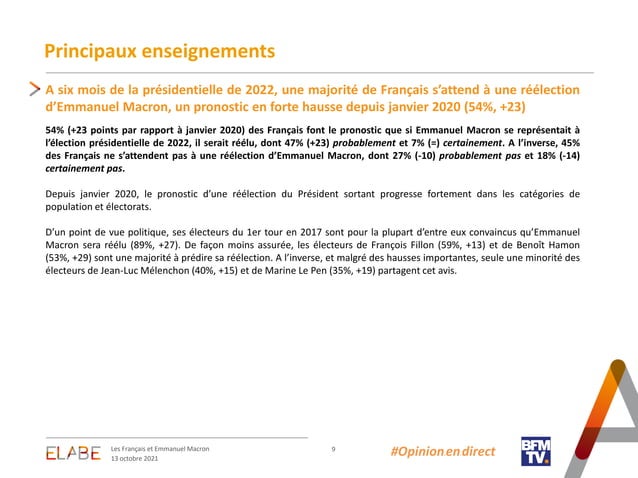 Principaux enseignements
A six mois de la présidentielle de 2022, une majorité de Français s’attend à une réélection
d’Emmanuel Macron, un pronostic en forte hausse depuis janvier 2020 (54%, +23)
54% (+23 points par rapport à janvier 2020) des Français font le pronostic que si Emmanuel Macron se représentait à
l’élection présidentielle de 2022, il serait réélu, dont 47% (+23) probablement et 7% (=) certainement. A l’inverse, 45%
des Français ne s’attendent pas à une réélection d’Emmanuel Macron, dont 27% (-10) probablement pas et 18% (-14)
certainement pas.
Depuis janvier 2020, le pronostic d’une réélection du Président sortant progresse fortement dans les catégories de
population et électorats.
D’un point de vue politique, ses électeurs du 1er tour en 2017 sont pour la plupart d’entre eux convaincus qu’Emmanuel
Macron sera réélu (89%, +27). De façon moins assurée, les électeurs de François Fillon (59%, +13) et de Benoît Hamon
(53%, +29) sont une majorité à prédire sa réélection. A l’inverse, et malgré des hausses importantes, seule une minorité des
électeurs de Jean-Luc Mélenchon (40%, +15) et de Marine Le Pen (35%, +19) partagent cet avis.
ELABE
Les Français et Emmanuel Macron
13 octobre 2021
9
#Opinionendirect
BFM
TV.